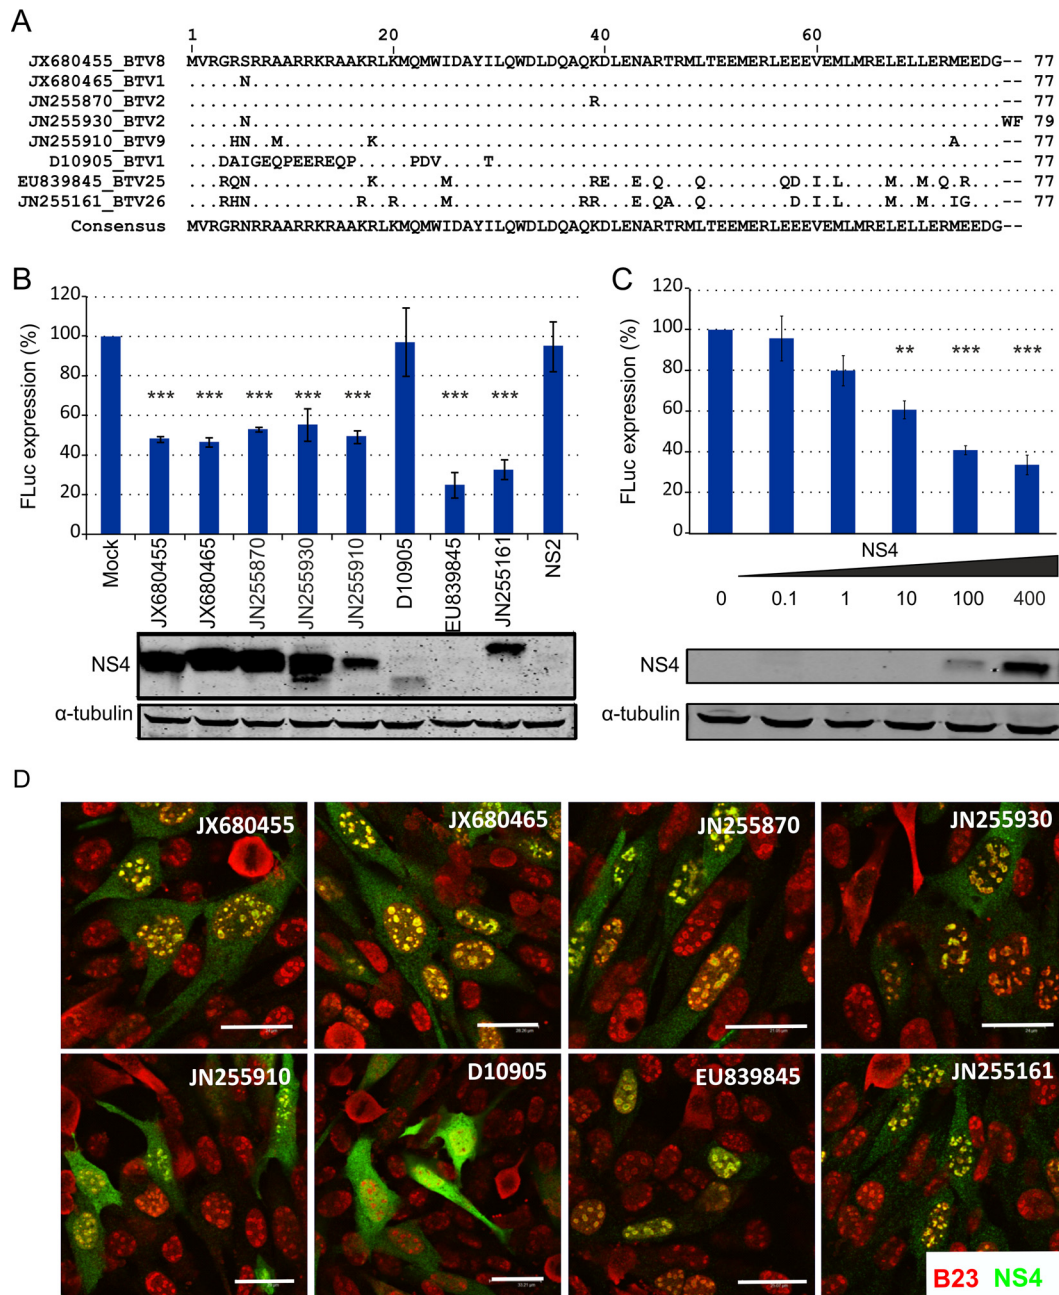 A
1 20 40 60
JX680455_BTV8 MVRGRSRRAARRKRAAKRLKMQMWIDAYILQWDLDQAQKDLENARTRMLTEEMERLEEEVEMLMRELELLERMEEDG-- 77
JX680465_BTV1 .....N.......................................................................-- 77
JN255870_BTV2 ......................................R......................................-- 77
JN255930_BTV2 .....N.......................................................................WF 79
JN255910_BTV9 ....HN..M........K......................................................A....-- 77
D10905_BTV1 ...DAIGEQPEEREQP.....PDV....T................................................-- 77
EU839845_BTV25 ...RQN...........K......M.............RE..E.Q...Q.......QD.I.L....M..M.Q.R...-- 77
JN255161_BTV26 ...RHN..........R..R....M............RR...E.QA..Q........D.I.L....M..M..IG...-- 77
Consensus MVRGRNRRAARRKRAAKRLKMQMWIDAYILQWDLDQAQKDLENARTRMLTEEMERLEEEVEMLMRELELLERMEEDG--
B
FLuc expression (%)
120
100
80
60
40
20
0
*** *** *** *** *** *** ***
Mock JX680455 JX680465 JN255870 JN255930 JN255910 D10905 EU839845 JN255161 NS2
NS4
α-tubulin
C
FLuc expression (%)
120
100
80
60
40
20
0
** *** ***
NS4
0 0.1 1 10 100 400
NS4
α-tubulin
D
JX680455 JX680465 JN255870 JN255930
JN255910 D10905 EU839845 JN255161
B23 NS4